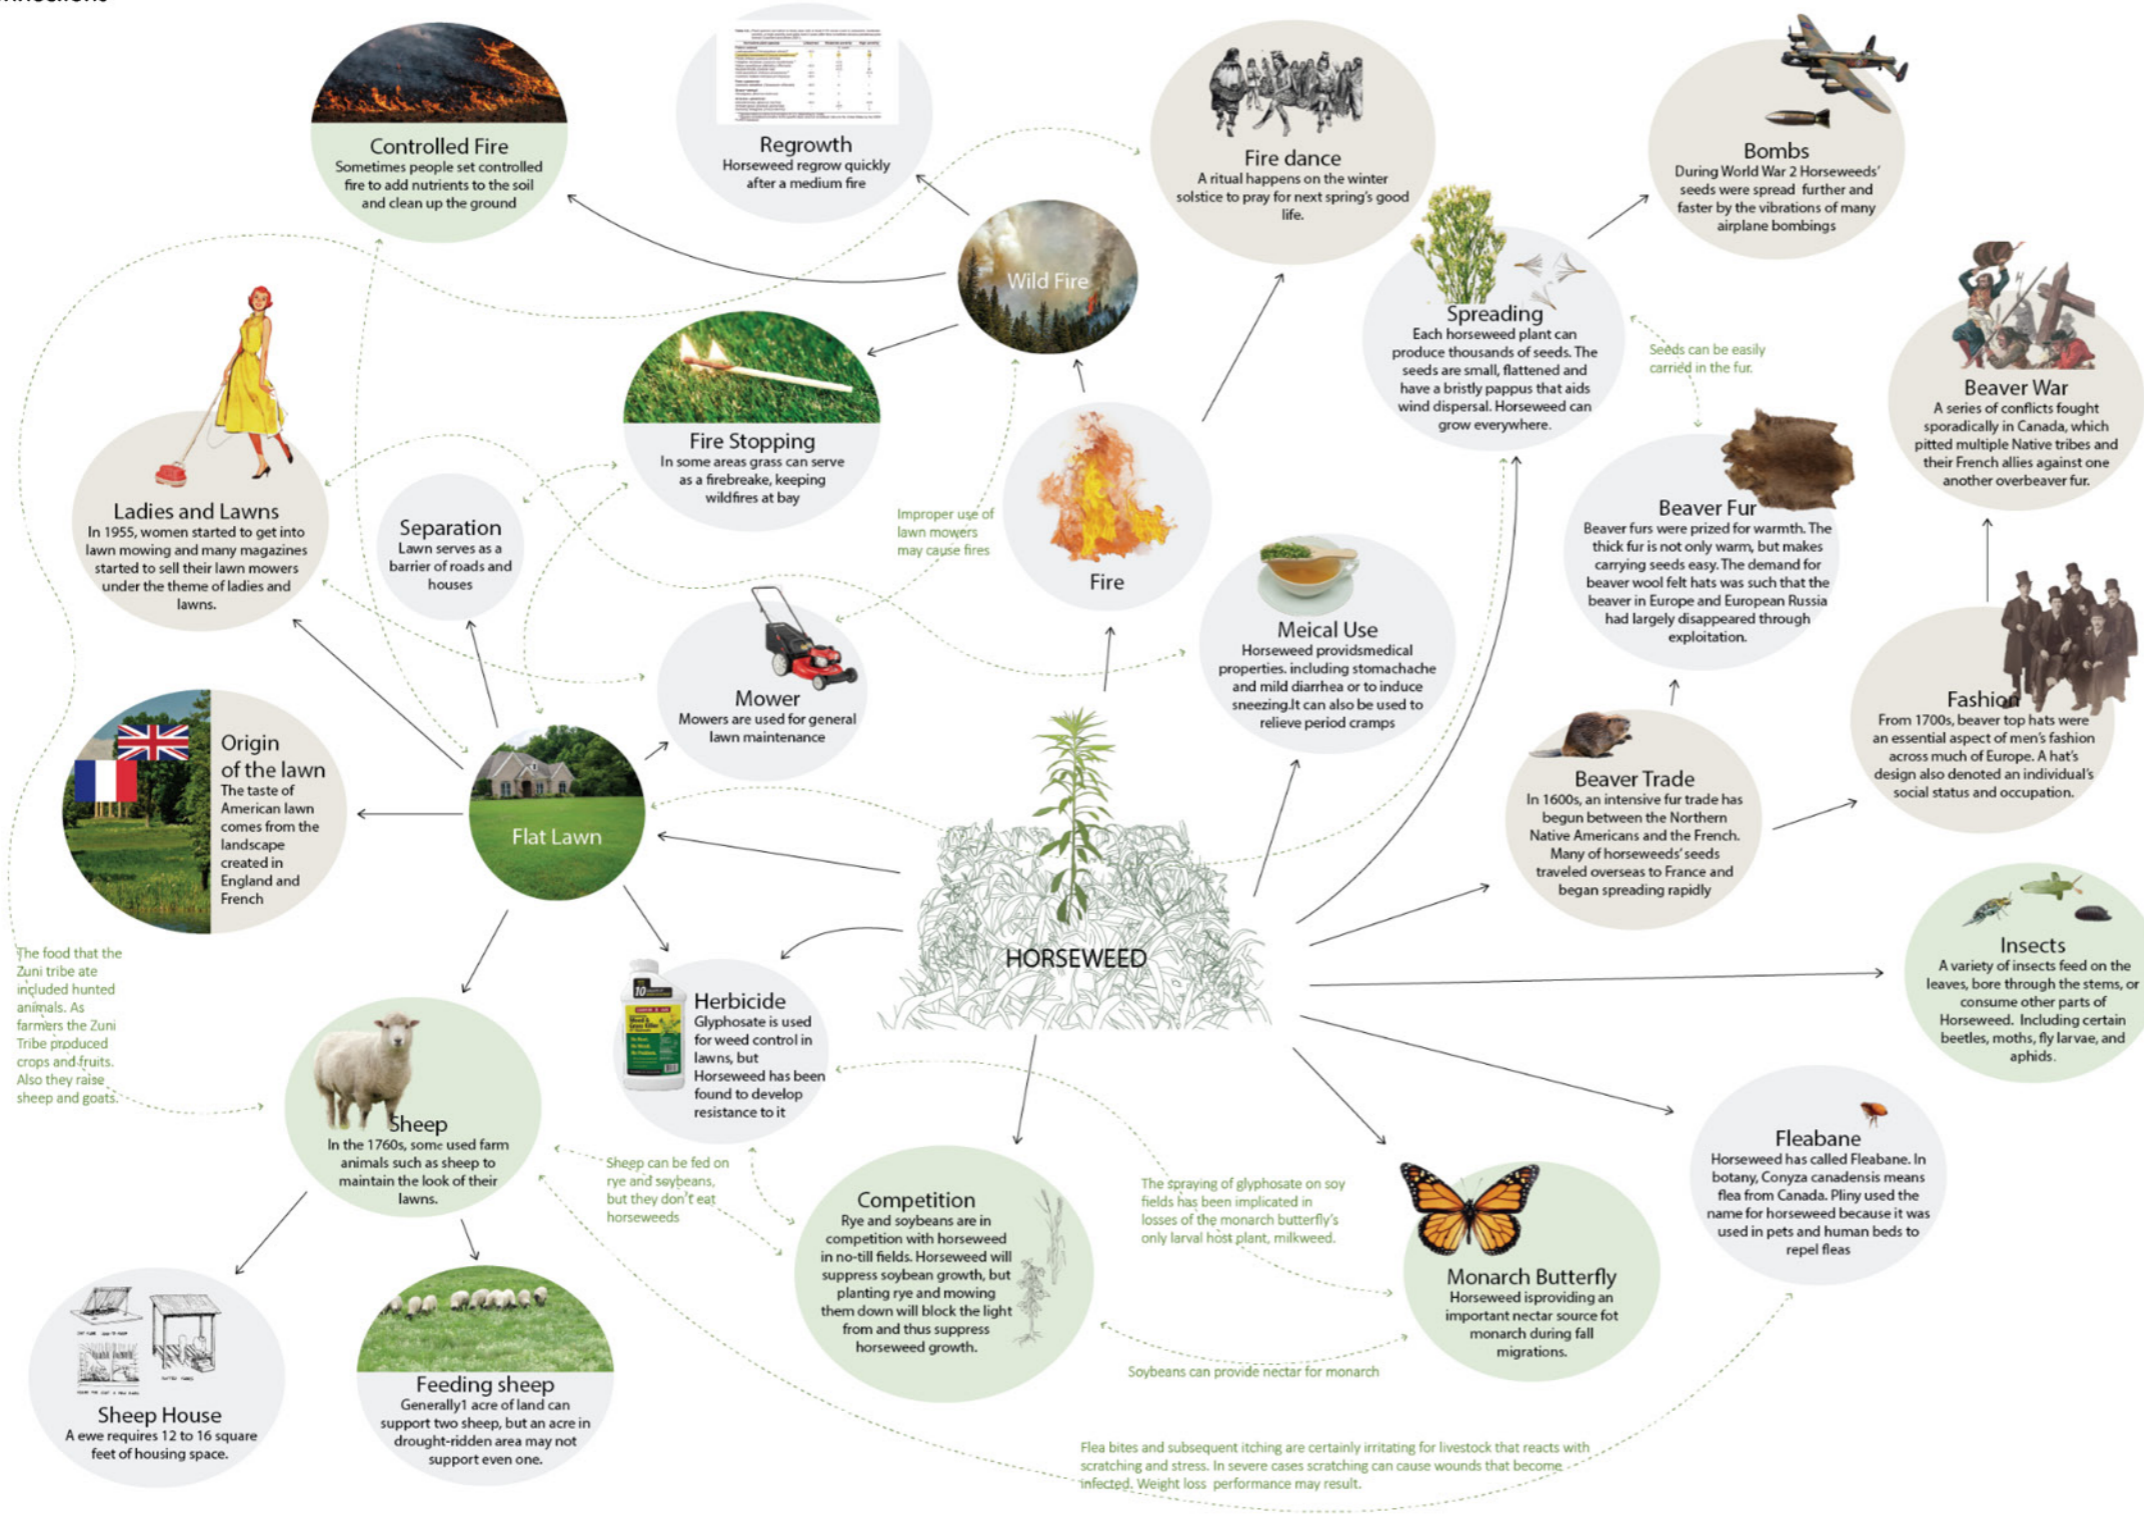 Controlled Fire
Sometimes people set controlled
fire to add nutrients to the soil
and clean up the ground
Regrowth
Horseweed regrow quickly
after a medium fire
Fire dance
A ritual happens on the winter
solstice to pray for next spring's good
life.
Bombs
During World War 2 Horseweeds'
seeds were spread further and
faster by the vibrations of many
airplane bombings
Wild Fire
Spreading
Each horseweed plant can
produce thousands of seeds. The
seeds are small, flattened and
have a bristly pappus that aids
wind dispersal. Horseweed can
grow everywhere.
Seeds can be easily
carried in the fur.
Beaver War
A series of conflicts fought
sporadically in Canada, which
pitted multiple Native tribes and
their French allies against one
another overbeaver fur.
Fire Stopping
In some areas grass can serve
as a firebreake, keeping
wildfires at bay
Ladies and Lawns
In 1955, women started to get into
lawn mowing and many magazines
started to sell their lawn mowers
under the theme of ladies and
lawns.
Separation
Lawn serves as a
barrier of roads and
houses
Improper use of
lawn mowers
may cause fires
Fire
Beaver Fur
Beaver furs were prized for warmth. The
thick fur is not only warm, but makes
carrying seeds easy. The demand for
beaver wool felt hats was such that the
beaver in Europe and European Russia
had largely disappeared through
exploitation.
Meical Use
Horseweed providsmedical
properties. including stomachache
and mild diarrhea or to induce
sneezing.It can also be used to
relieve period cramps
Mower
Mowers are used for general
lawn maintenance
Fashion
From 1700s, beaver top hats were
an essential aspect of men's fashion
across much of Europe. A hat's
design also denoted an individual's
social status and occupation.
Origin
of the lawn
The taste of
American lawn
comes from the
landscape
created in
England and
French
Flat Lawn
Beaver Trade
In 1600s, an intensive fur trade has
begun between the Northern
Native Americans and the French.
Many of horseweeds' seeds
traveled overseas to France and
began spreading rapidly
HORSEWEED
Insects
A variety of insects feed on the
leaves, bore through the stems, or
consume other parts of
Horseweed. Including certain
beetles, moths, fly larvae, and
aphids.
The food that the
Zuni tribe ate
included hunted
animals. As
farmers the Zuni
Tribe produced
crops and fruits.
Also they raise
sheep and goats.
10
Herbicide
Glyphosate is used
for weed control in
lawns, but
Horseweed has been
found to develop
resistance to it
Sheep
In the 1760s, some used farm
animals such as sheep to
maintain the look of their
lawns.
Sheep can be fed on
rye and soybeans,
but they don't eat
horseweeds
Competition
Rye and soybeans are in
competition with horseweed
in no-till fields. Horseweed will
suppress soybean growth, but
planting rye and mowing
them down will block the light
from and thus suppress
horseweed growth.
The spraying of glyphosate on soy
fields has been implicated in
losses of the monarch butterfly's
only larval host plant, milkweed.
Fleabane
Horseweed has called Fleabane. In
botany, Conyza canadensis means
flea from Canada. Pliny used the
name for horseweed because it was
used in pets and human beds to
repel fleas
Monarch Butterfly
Horseweed isproviding an
important nectar source fot
monarch during fall
migrations.
Soybeans can provide nectar for monarch
Sheep House
A ewe requires 12 to 16 square
feet of housing space.
Feeding sheep
Generally1 acre of land can
support two sheep, but an acre in
drought-ridden area may not
support even one.
Flea bites and subsequent itching are certainly irritating for livestock that reacts with
scratching and stress. In severe cases scratching can cause wounds that become
infected. Weight loss performance may result.